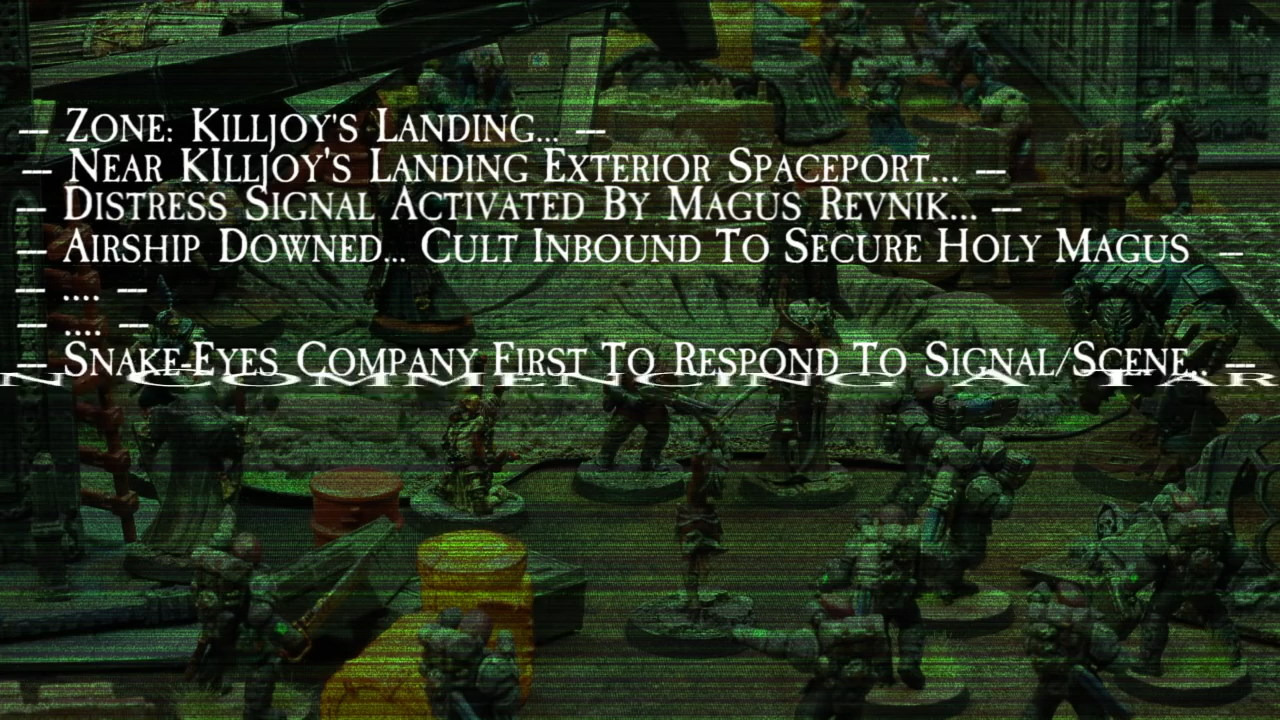 --- Zone: Killjoy's Landing... ---
--- Near KIlljoy's Landing Exterior Spaceport... ---
--- Distress Signal Activated By Magus Revnik... ---
--- Airship Downed... Cult Inbound To Secure Holy Magus ---
--- .... ---
--- .... ---
--- Snake-Eyes Company First To Respond To Signal/Scene.. ---
COMMENCING A